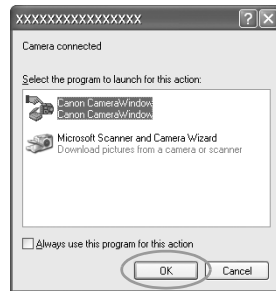 XXXXXXXXXXXXXXXX
Camera connected
Select the program to launch for this action:
Canon CameraWindow
Canon CameraWindow
Microsoft Scanner and Camera Wizard
Download pictures from a camera or scanner
Always use this program for this action
OK Cancel